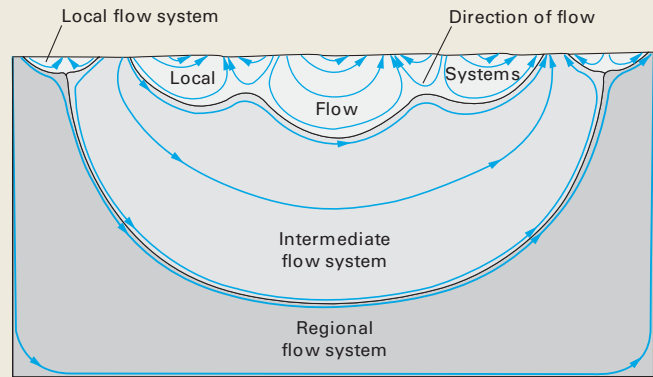 Local flow system
Direction of flow
Local
Systems
Flow
Intermediate
flow system
Regional
flow system